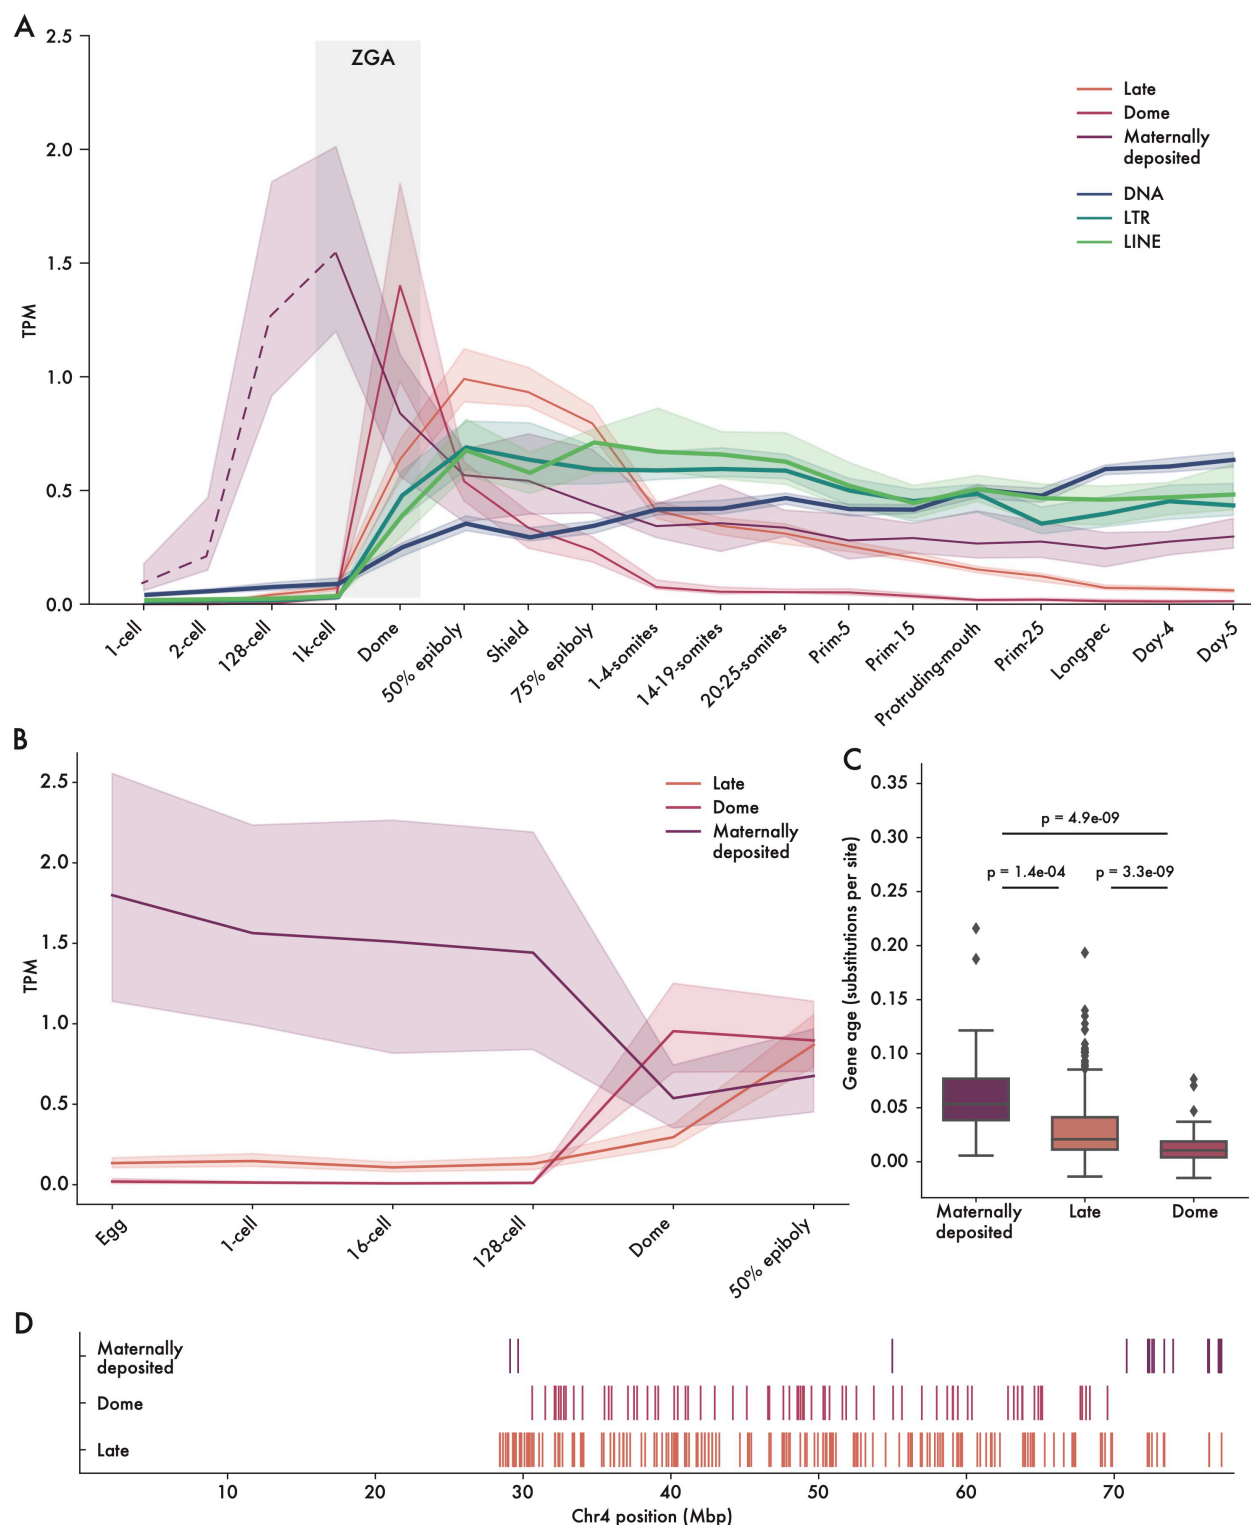 A
2.5
2.0
1.5
1.0
0.5
0.0
TPM
ZGA
Late
Dome
Maternally
deposited
DNA
LTR
LINE
1-cell
2-cell
128-cell
1k-cell
Dome
50% epiboly
Shield
75% epiboly
1-4-somites
14-19-somites
20-25-somites
Prim-5
Prim-15
Protruding-mouth
Prim-25
Long-pec
Day-4
Day-5
B
2.5
2.0
1.5
1.0
0.5
0.0
TPM
Late
Dome
Maternally
deposited
Egg
1-cell
16-cell
128-cell
Dome
50% epiboly
C
0.35
0.30
0.25
0.20
0.15
0.10
0.05
0.00
Gene age (substitutions per site)
p = 4.9e-09
p = 1.4e-04
p = 3.3e-09
Maternally
deposited
Late
Dome
D
Maternally
deposited
Dome
Late
10
20
30
40
50
60
70
Chr4 position (Mbp)